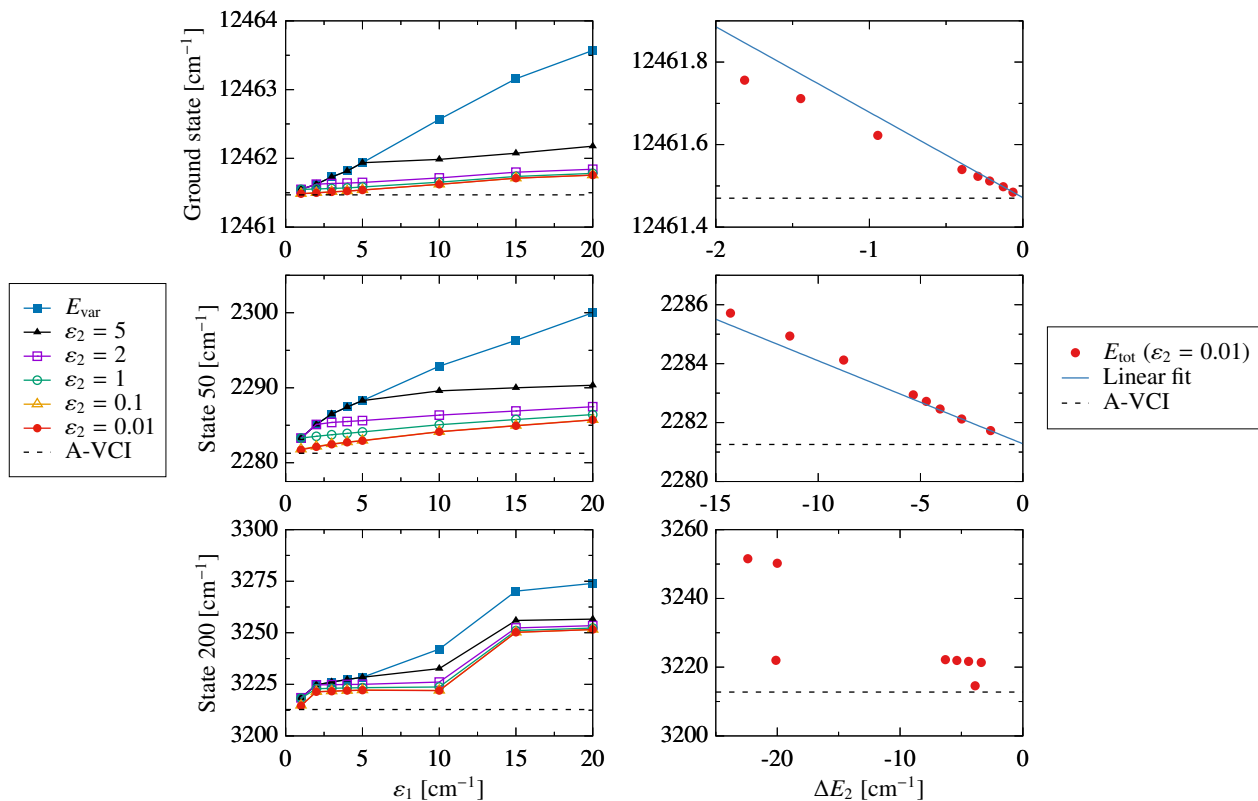 12464
12463
12462
12461
Ground state [cm⁻¹]
0 5 10 15 20
12461.8
12461.6
12461.4
-2 -1 0
2300
2290
2280
State 50 [cm⁻¹]
0 5 10 15 20
2286
2284
2282
2280
-15 -10 -5 0
E_var
ε₂ = 5
ε₂ = 2
ε₂ = 1
ε₂ = 0.1
ε₂ = 0.01
A-VCI
E_tot (ε₂ = 0.01)
Linear fit
A-VCI
3300
3275
3250
3225
3200
State 200 [cm⁻¹]
0 5 10 15 20
ε₁ [cm⁻¹]
3260
3240
3220
3200
-20 -10 0
ΔE₂ [cm⁻¹]